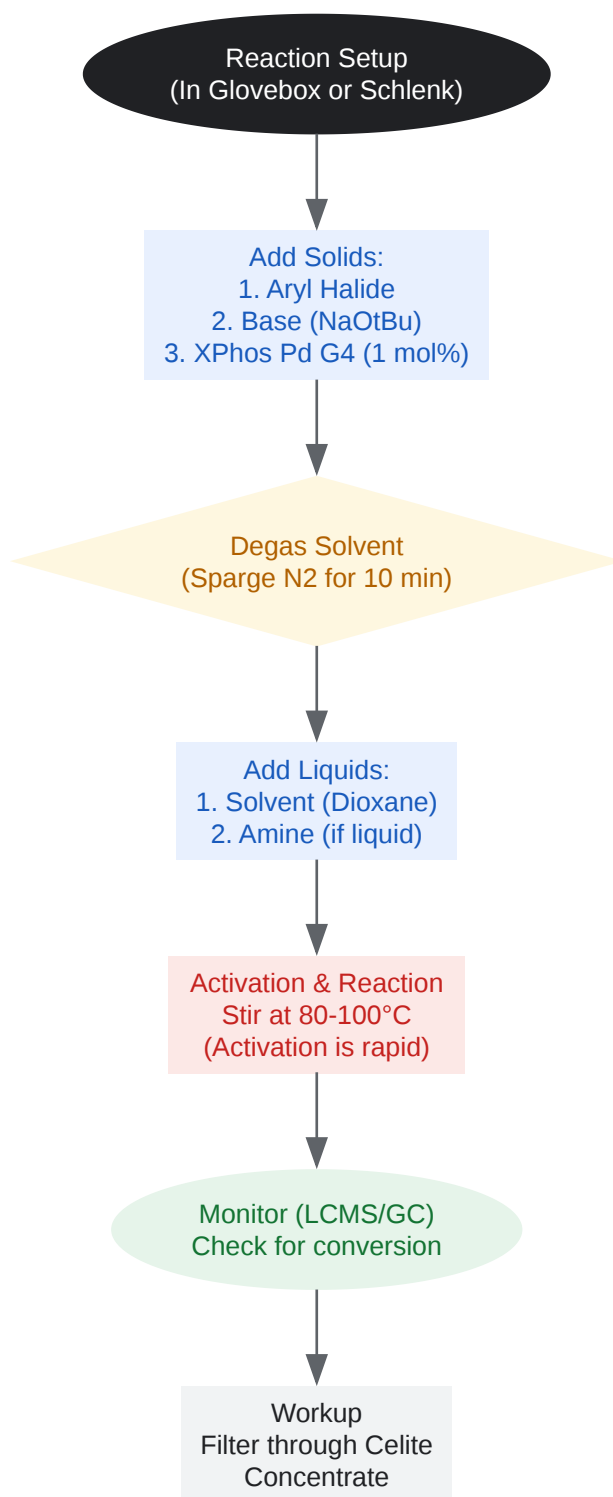 Reaction Setup
(In Glovebox or Schlenk)
Add Solids:
1. Aryl Halide
2. Base (NaOtBu)
3. XPhos Pd G4 (1 mol%)
Degas Solvent
(Sparge N2 for 10 min)
Add Liquids:
1. Solvent (Dioxane)
2. Amine (if liquid)
Activation & Reaction
Stir at 80-100°C
(Activation is rapid)
Monitor (LCMS/GC)
Check for conversion
Workup
Filter through Celite
Concentrate